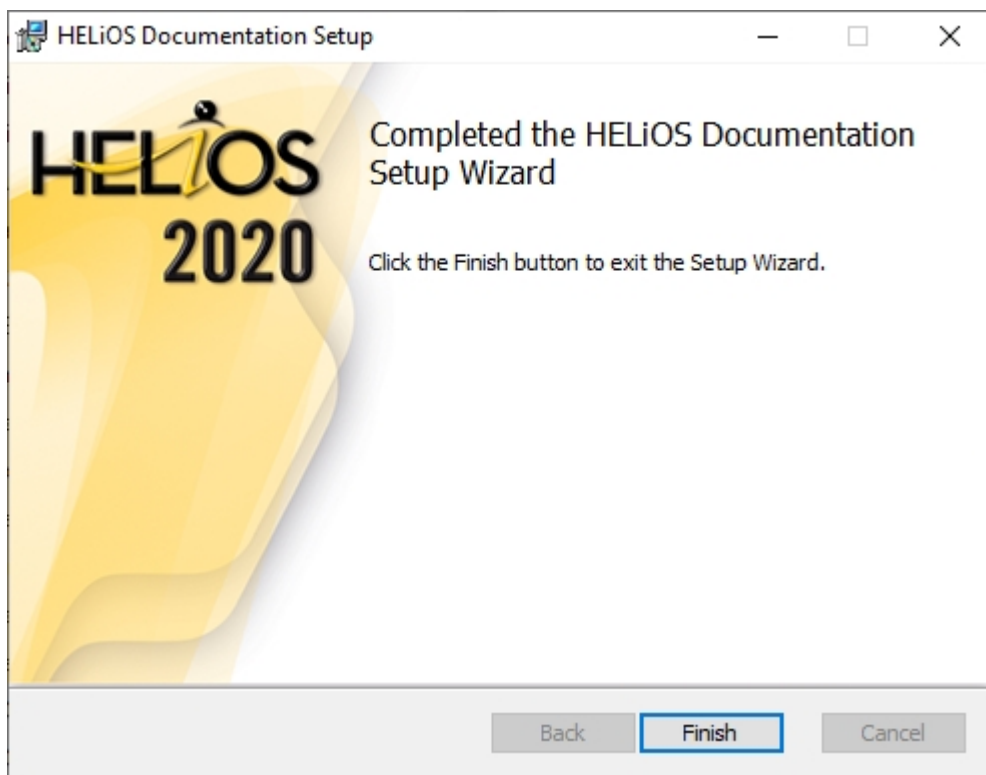 HELiOS Documentation Setup
HELiOS
2020
Completed the HELiOS Documentation
Setup Wizard
Click the Finish button to exit the Setup Wizard.
Back
Finish
Cancel